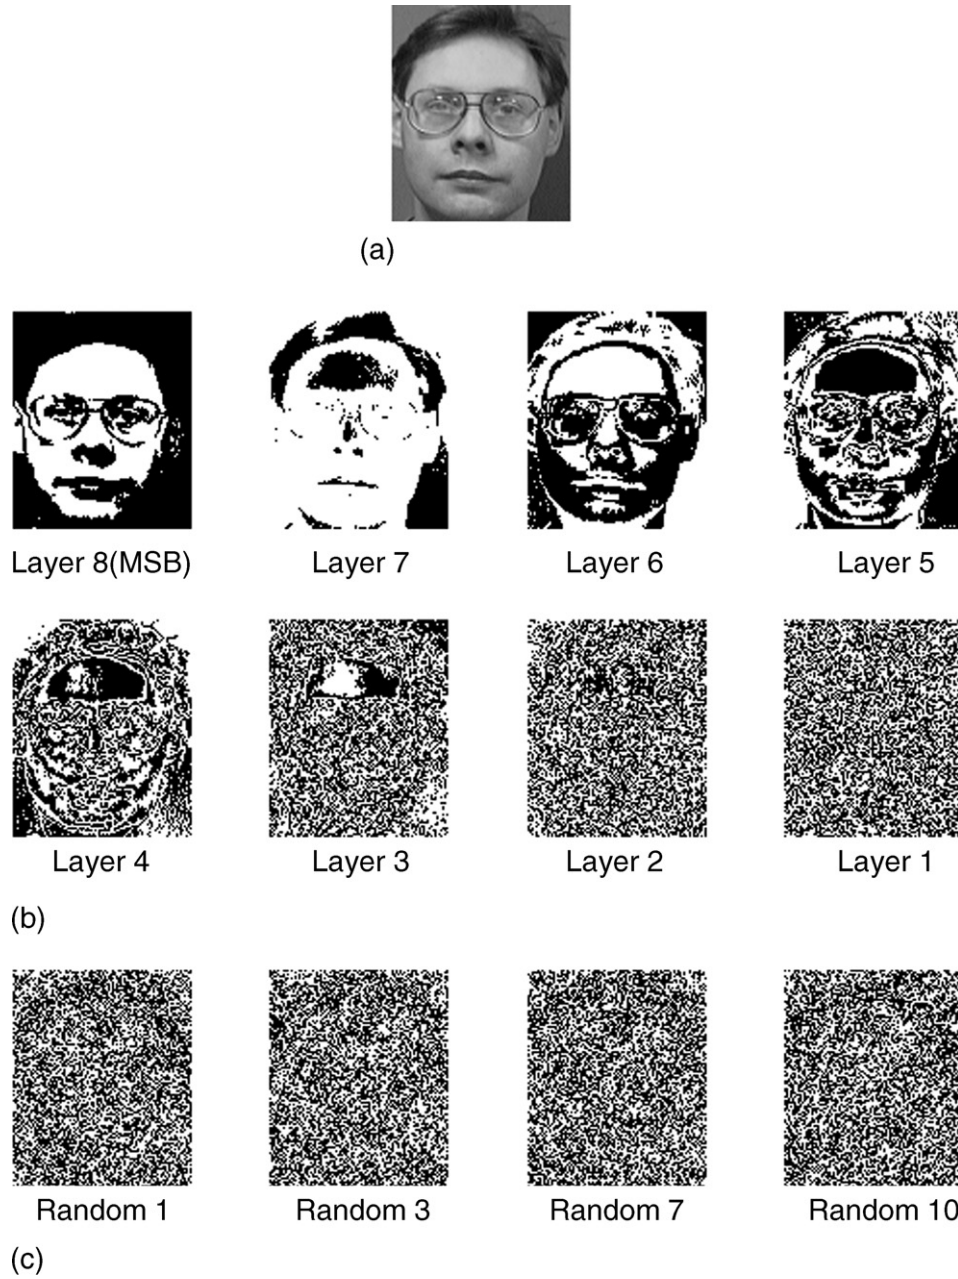 (a)
Layer 8(MSB) Layer 7 Layer 6 Layer 5
Layer 4 Layer 3 Layer 2 Layer 1
(b)
Random 1 Random 3 Random 7 Random 10
(c)